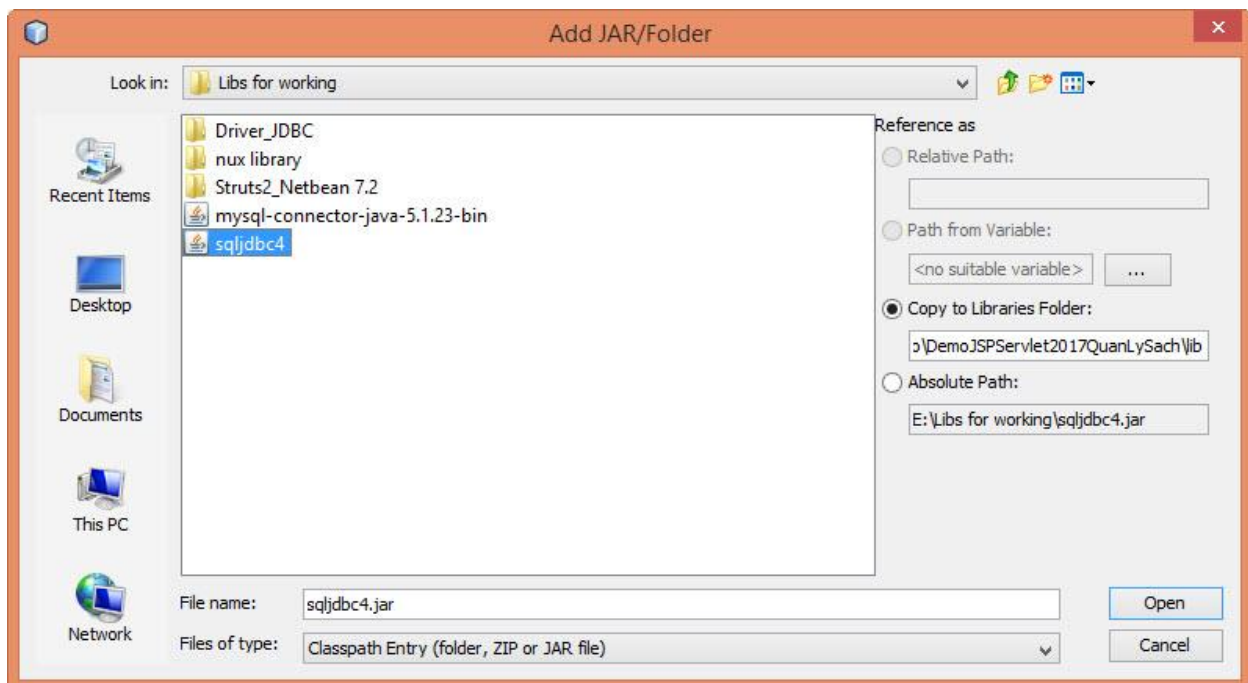 Add JAR/Folder
Look in: Libs for working
Recent Items
Desktop
Documents
This PC
Network
Driver_JDBC
nux library
Struts2_Netbean 7.2
mysql-connector-java-5.1.23-bin
sqljdbc4
Reference as
Relative Path:
Path from Variable:
<no suitable variable> ...
Copy to Libraries Folder:
\DemoJSPServlet2017QuanLySach\lib
Absolute Path:
E:\Libs for working\sqljdbc4.jar
File name: sqljdbc4.jar Open
Files of type: Classpath Entry (folder, ZIP or JAR file) Cancel